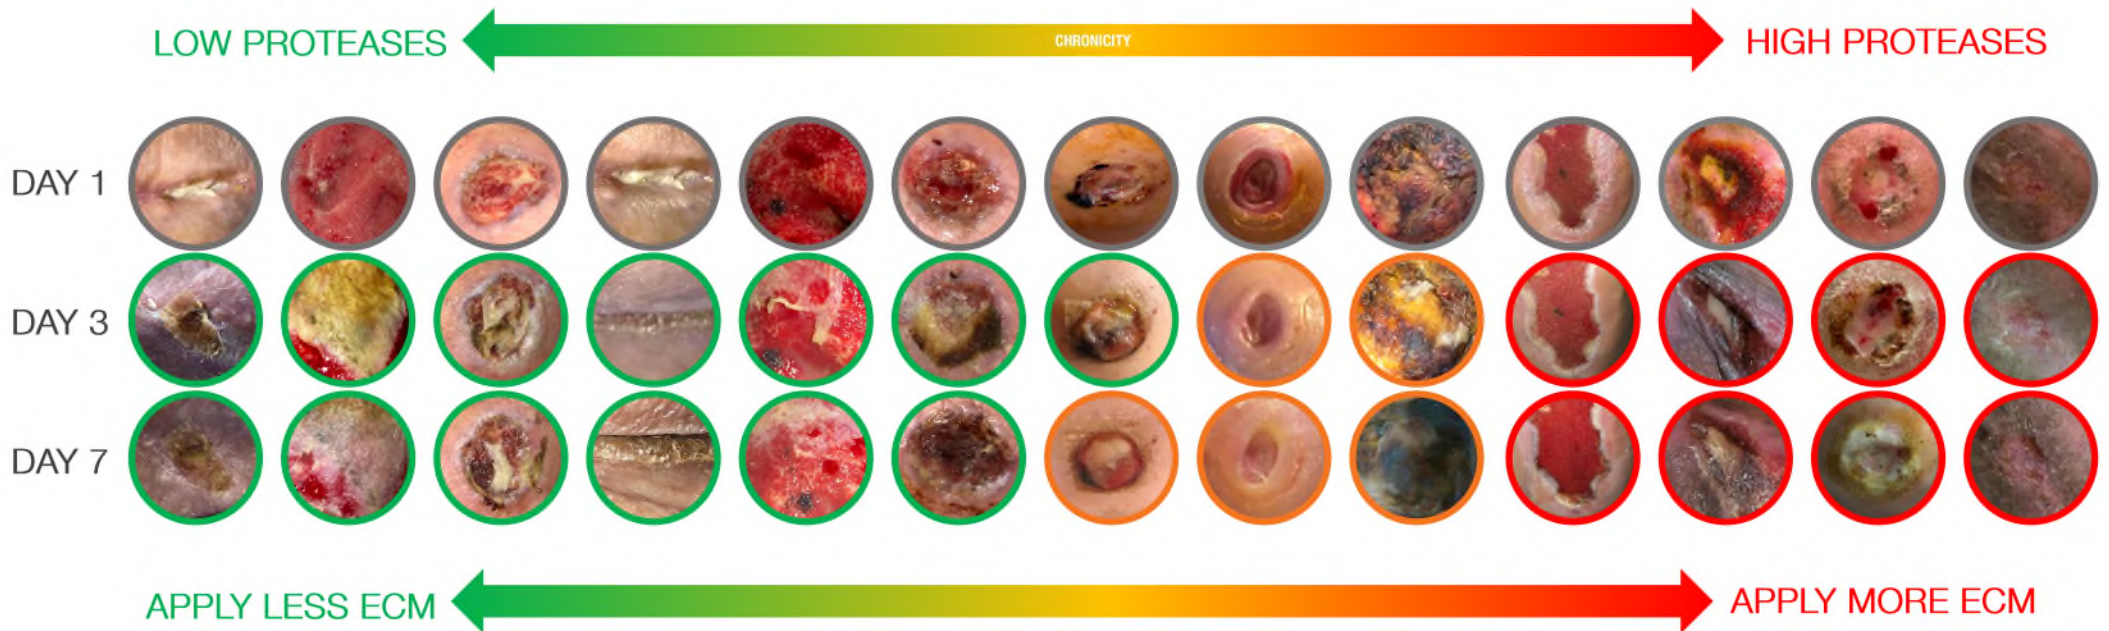 LOW PROTEASES
CHRONICITY
HIGH PROTEASES
DAY 1
DAY 3
DAY 7
APPLY LESS ECM
APPLY MORE ECM